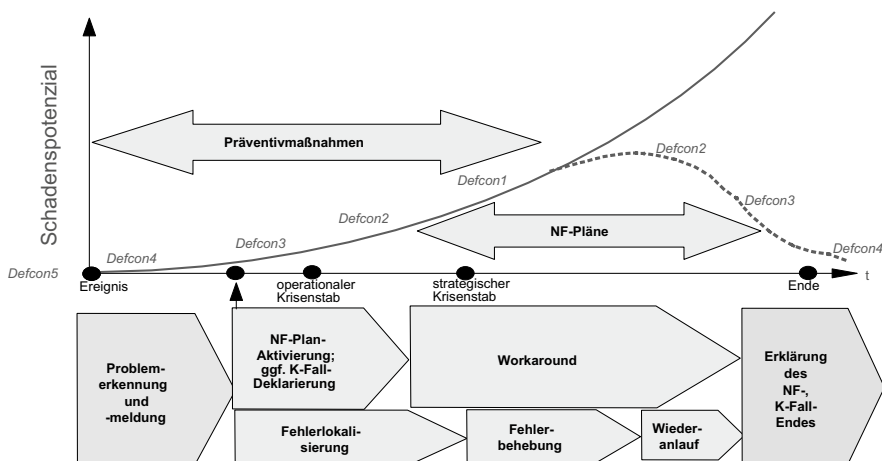 Schadenspotenzial
Präventivmaßnahmen
Defcon2
Defcon1
Defcon3
Defcon2
NF-Pläne
Defcon3
Defcon4
Defcon4
Defcon5
Ereignis
operationaler
Krisenstab
strategischer
Krisenstab
Ende
t
Problem-
erkennung
und
-meldung
NF-Plan-
Aktivierung;
ggf. K-Fall-
Deklarierung
Workaround
Erklärung
des
NF-,
K-Fall-
Endes
Fehlerlokali-
sierung
Fehler-
behebung
Wieder-
anlauf